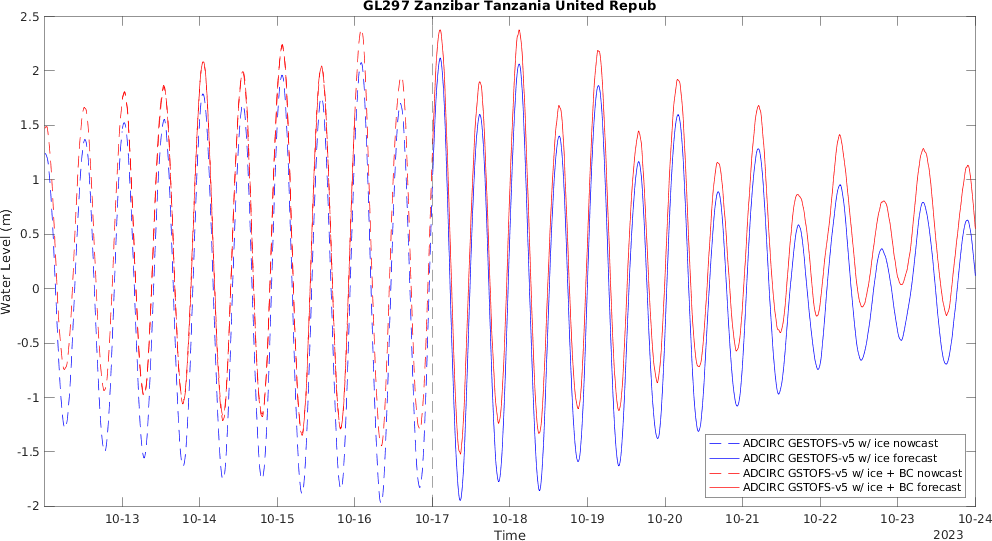 GL297 Zanzibar Tanzania United Repub
2.5
2
1.5
1
0.5
0
-0.5
-1
-1.5
-2
Water Level (m)
ADCIRC GESTOFS-v5 w/ ice nowcast
ADCIRC GESTOFS-v5 w/ ice forecast
ADCIRC GSTOFS-v5 w/ ice + BC nowcast
ADCIRC GSTOFS-v5 w/ ice + BC forecast
10-13 10-14 10-15 10-16 10-17 10-18 10-19 10-20 10-21 10-22 10-23 10-24
Time
2023